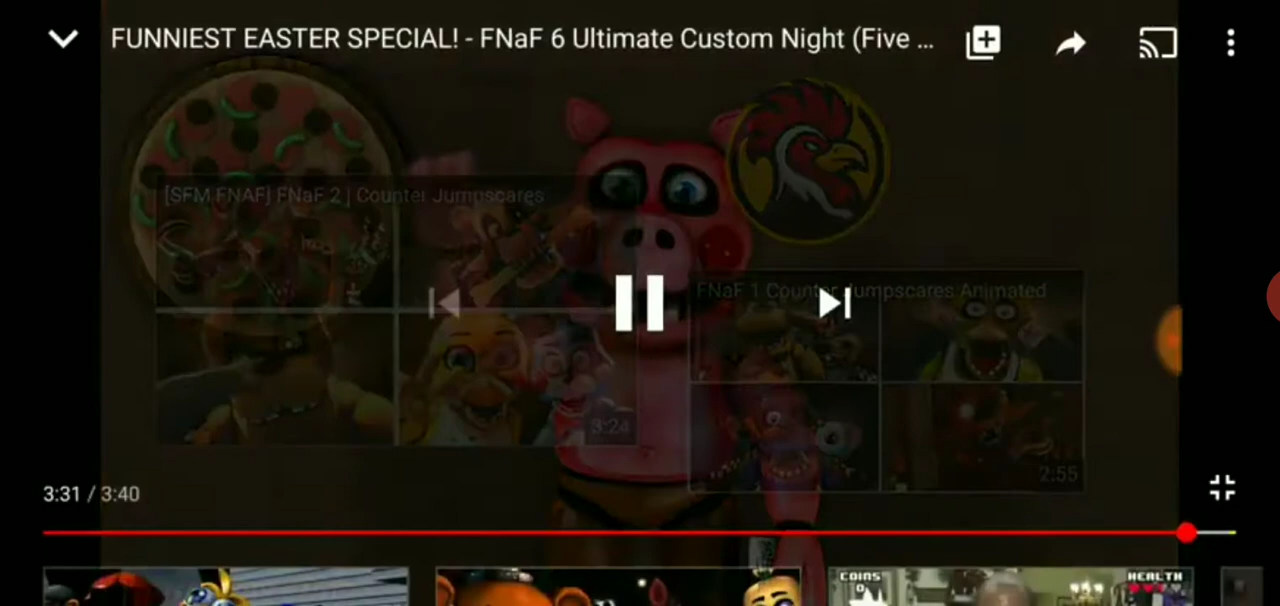 FUNNIEST EASTER SPECIAL! - FNaF 6 Ultimate Custom Night (Five ...
[SFM FNAF] FNaF 2 | Counter Jumpscares
FNaF 1 Counter Jumpscares Animated
3:24
2:55
3:31 / 3:40
COINS
0
HEALTH